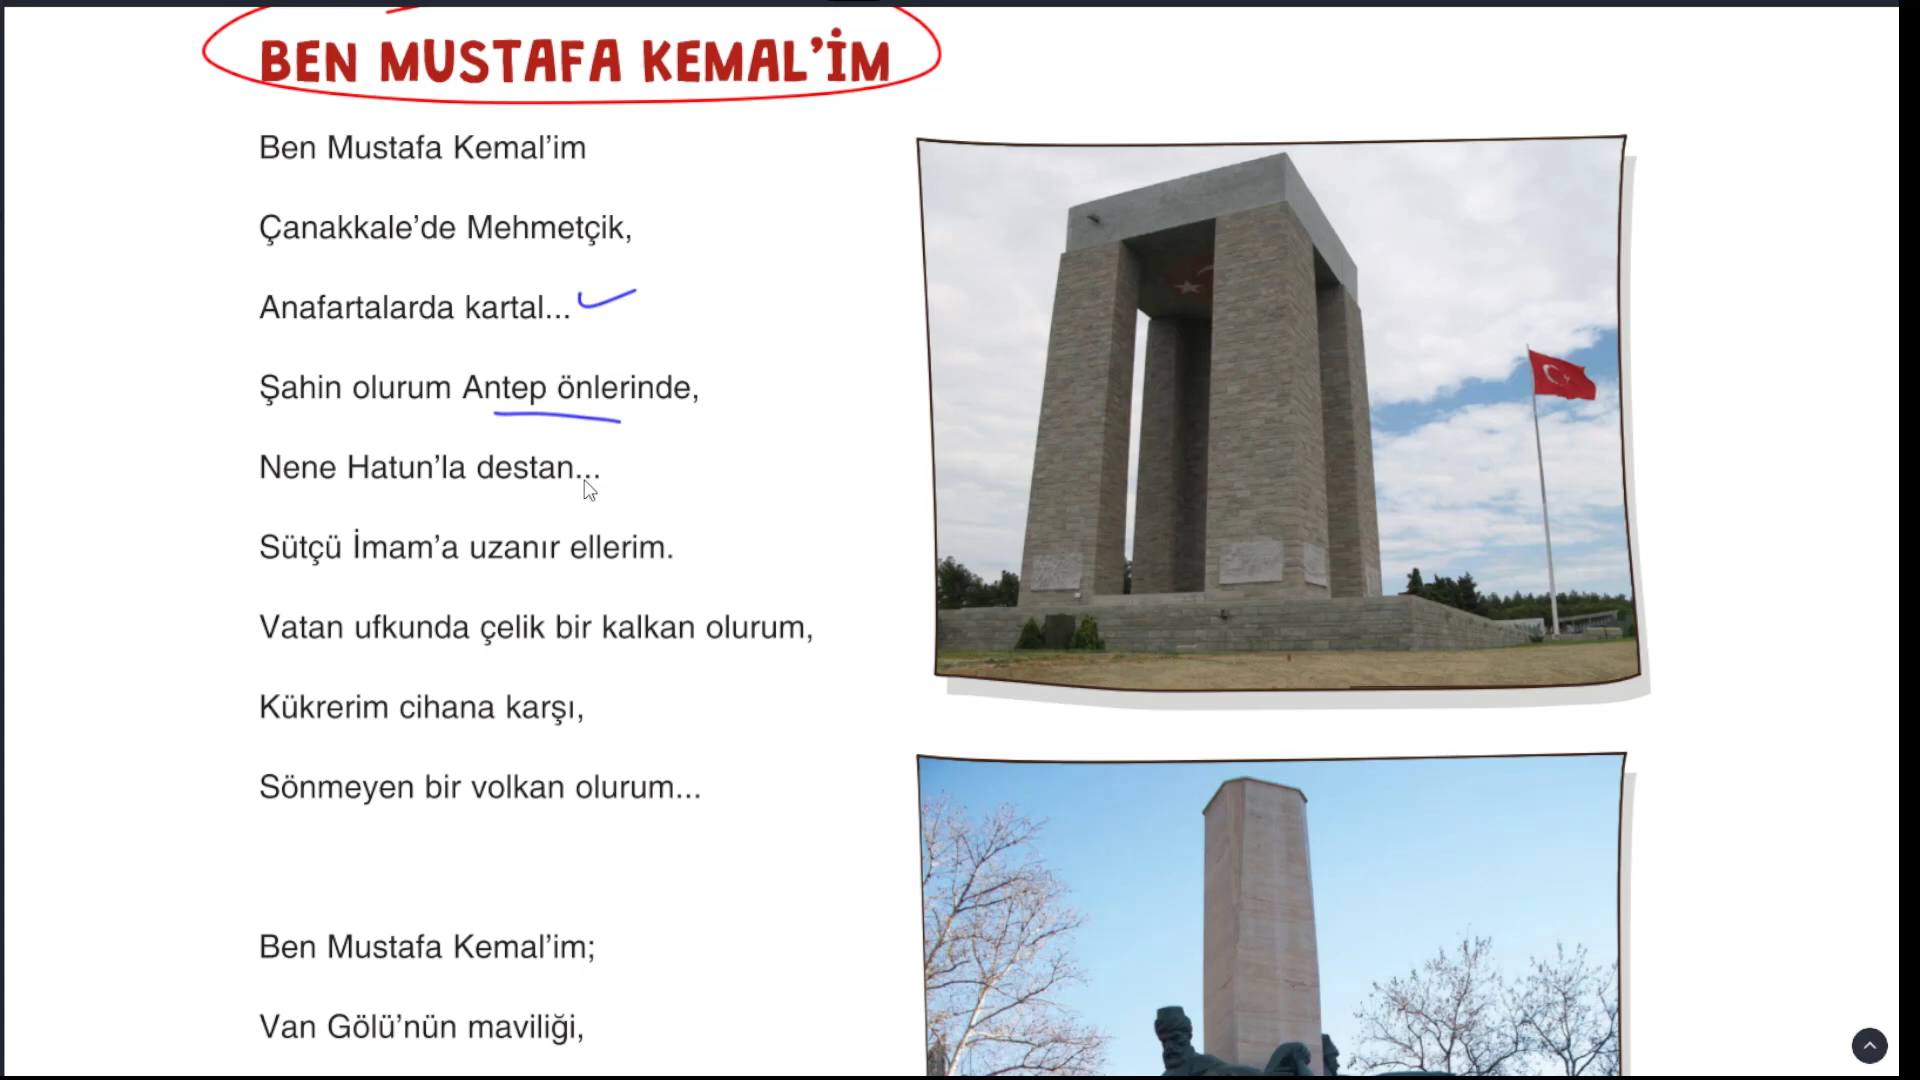 BEN MUSTAFA KEMAL’İM
Ben Mustafa Kemal’im
Çanakkale’de Mehmetçik,
Anafartalarda kartal...
Şahin olurum Antep önlerinde,
Nene Hatun’la destan...
Sütçü İmam’a uzanır ellerim.
Vatan ufkunda çelik bir kalkan olurum,
Kükrerim cihana karşı,
Sönmeyen bir volkan olurum...
Ben Mustafa Kemal’im;
Van Gölü’nün maviliği,